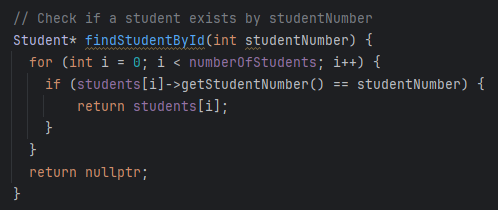 // Check if a student exists by studentNumber
Student* findStudentById(int studentNumber) {
  for (int i = 0; i < numberOfStudents; i++) {
    if (students[i]->getStudentNumber() == studentNumber) {
        return students[i];
    }
  }
  return nullptr;
}